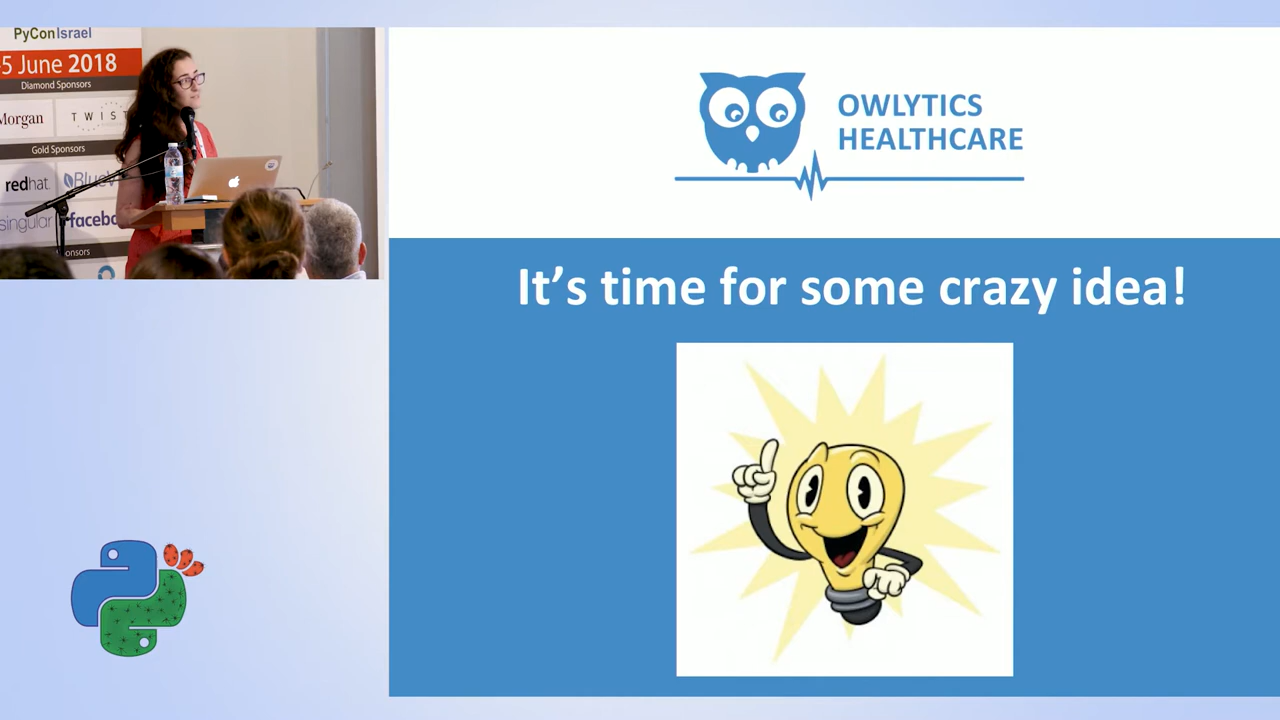 PyConIsrael
5 June 2018
Diamond Sponsors
Morgan
TWIST
Gold Sponsors
redhat.
singular
OWLYTICS
HEALTHCARE
It's time for some crazy idea!